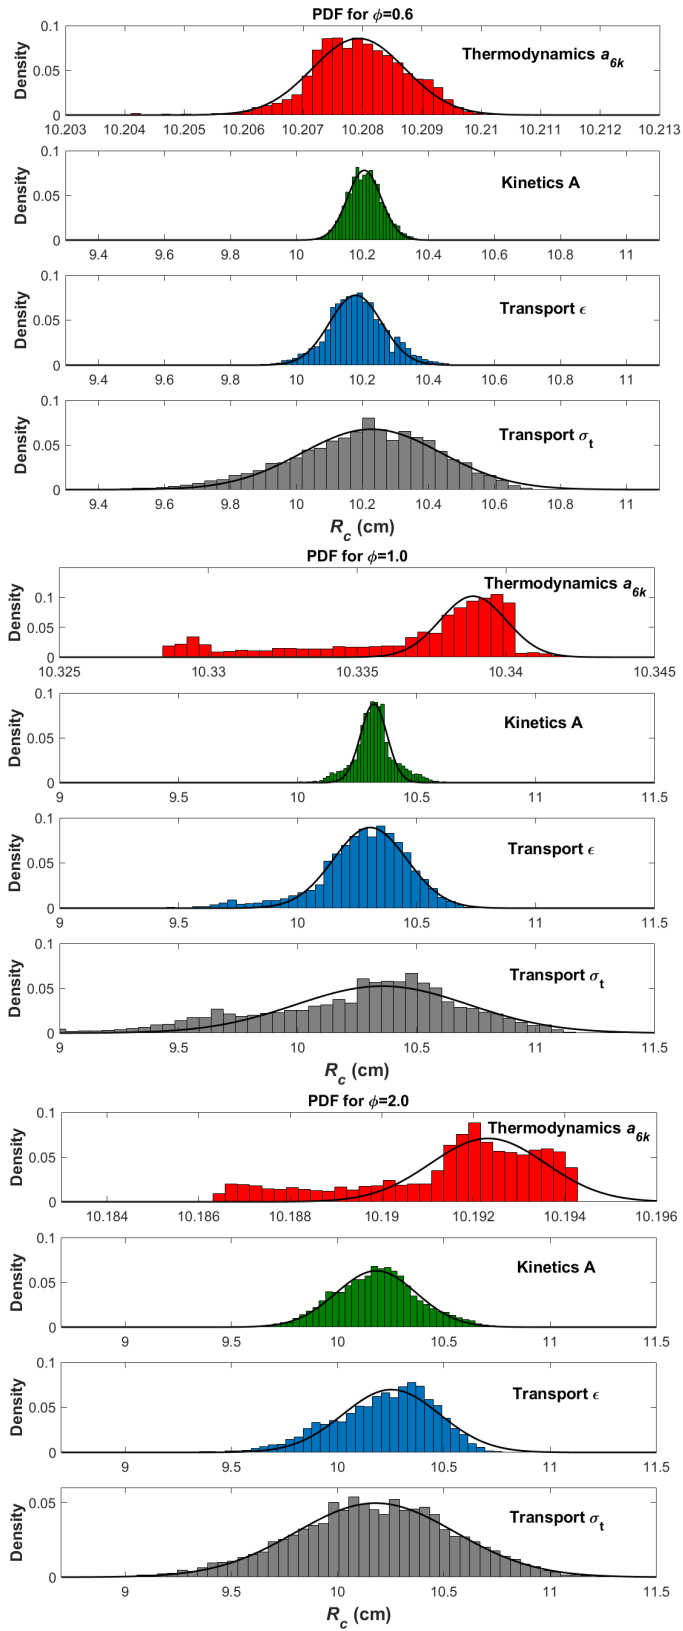 PDF for ϕ=0.6
Density
0.1
0.05
0
Thermodynamics a6k
10.203 10.204 10.205 10.206 10.207 10.208 10.209 10.21 10.211 10.212 10.213
Density
0.1
0.05
0
Kinetics A
9.4 9.6 9.8 10 10.2 10.4 10.6 10.8 11
Density
0.1
0.05
0
Transport ϵ
9.4 9.6 9.8 10 10.2 10.4 10.6 10.8 11
Density
0.1
0.05
0
Transport σt
9.4 9.6 9.8 10 10.2 10.4 10.6 10.8 11
Rc (cm)
PDF for ϕ=1.0
Density
0.1
0.05
0
Thermodynamics a6k
10.325 10.33 10.335 10.34 10.345
Density
0.1
0.05
0
Kinetics A
9 9.5 10 10.5 11 11.5
Density
0.1
0.05
0
Transport ϵ
9 9.5 10 10.5 11 11.5
Density
0.1
0.05
0
Transport σt
9 9.5 10 10.5 11 11.5
Rc (cm)
PDF for ϕ=2.0
Density
0.1
0.05
0
Thermodynamics a6k
10.184 10.186 10.188 10.19 10.192 10.194 10.196
Density
0.1
0.05
0
Kinetics A
9 9.5 10 10.5 11 11.5
Density
0.1
0.05
0
Transport ϵ
9 9.5 10 10.5 11 11.5
Density
0.05
0
Transport σt
9 9.5 10 10.5 11 11.5
Rc (cm)